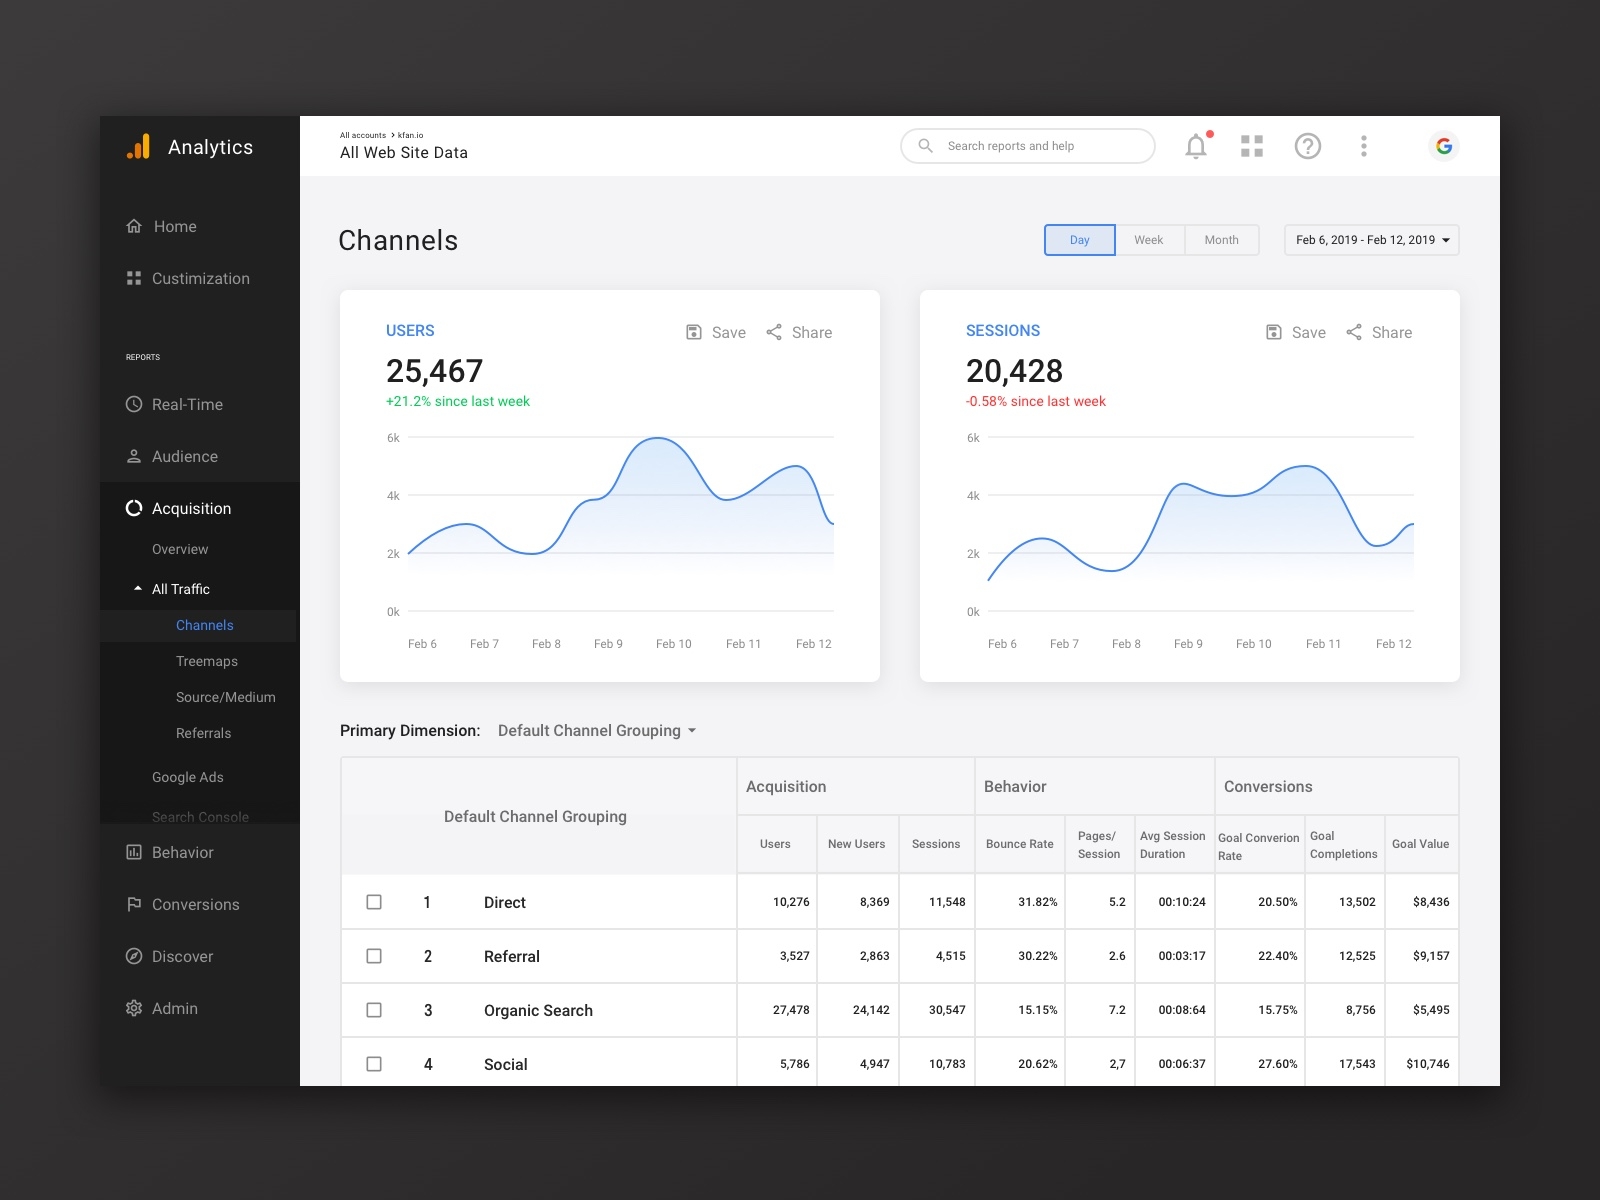 Analytics
All accounts > kfan.io
All Web Site Data
Search reports and help
Home
Custimization
REPORTS
Real-Time
Audience
Acquisition
Overview
All Traffic
Channels
Treemaps
Source/Medium
Referrals
Google Ads
Search Console
Behavior
Conversions
Discover
Admin
Channels
Day Week Month
Feb 6, 2019 - Feb 12, 2019
USERS
Save Share
25,467
+21.2% since last week
6k
4k
2k
0k
Feb 6 Feb 7 Feb 8 Feb 9 Feb 10 Feb 11 Feb 12
SESSIONS
Save Share
20,428
-0.58% since last week
6k
4k
2k
0k
Feb 6 Feb 7 Feb 8 Feb 9 Feb 10 Feb 11 Feb 12
Primary Dimension: Default Channel Grouping
Default Channel Grouping
Acquisition Behavior Conversions
Users
New Users
Sessions
Bounce Rate
Pages/
Session
Avg Session
Duration
Goal Converion
Rate
Goal
Completions
Goal Value
1 Direct 10,276 8,369 11,548 31.82% 5.2 00:10:24 20.50% 13,502 $8,436
2 Referral 3,527 2,863 4,515 30.22% 2.6 00:03:17 22.40% 12,525 $9,157
3 Organic Search 27,478 24,142 30,547 15.15% 7.2 00:08:64 15.75% 8,756 $5,495
4 Social 5,786 4,947 10,783 20.62% 2,7 00:06:37 27.60% 17,543 $10,746